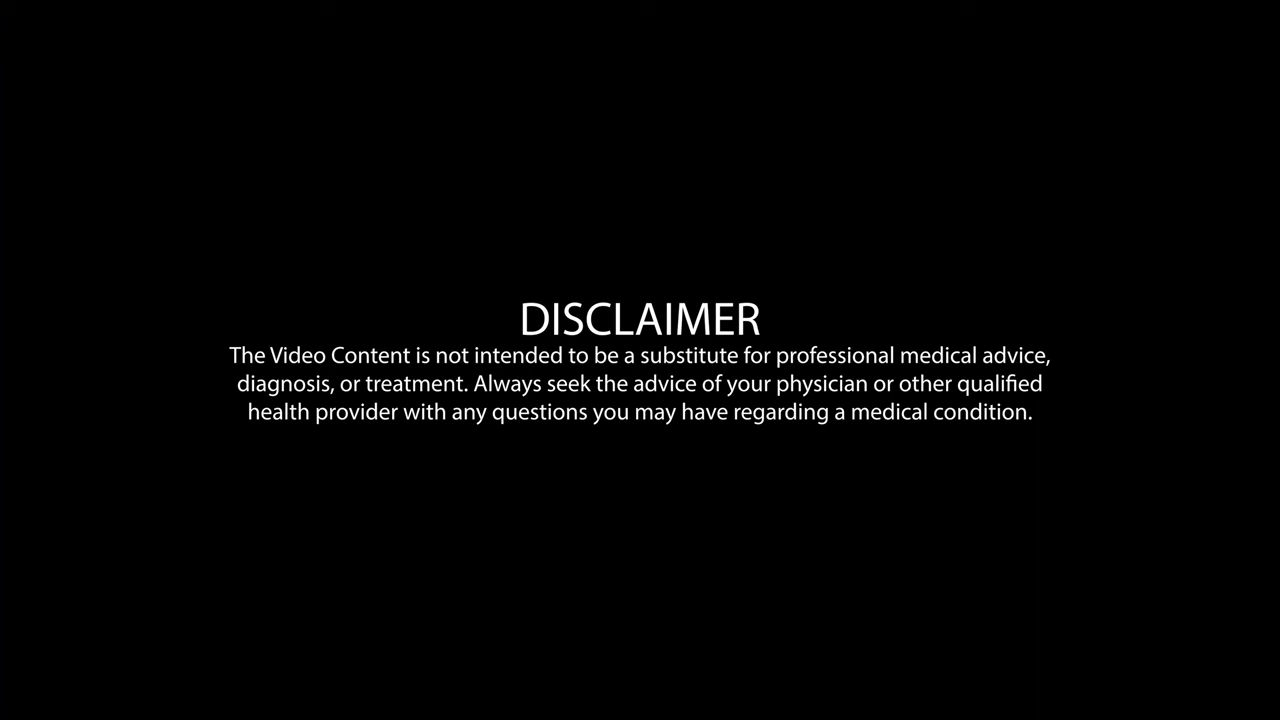 DISCLAIMER
The Video Content is not intended to be a substitute for professional medical advice,
diagnosis, or treatment. Always seek the advice of your physician or other qualified
health provider with any questions you may have regarding a medical condition.